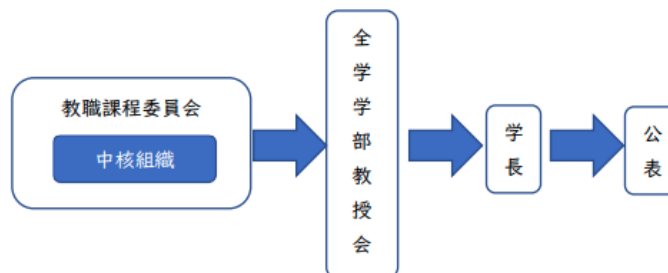 教職課程委員会
中核組織
全学学部教授会
学長
公表